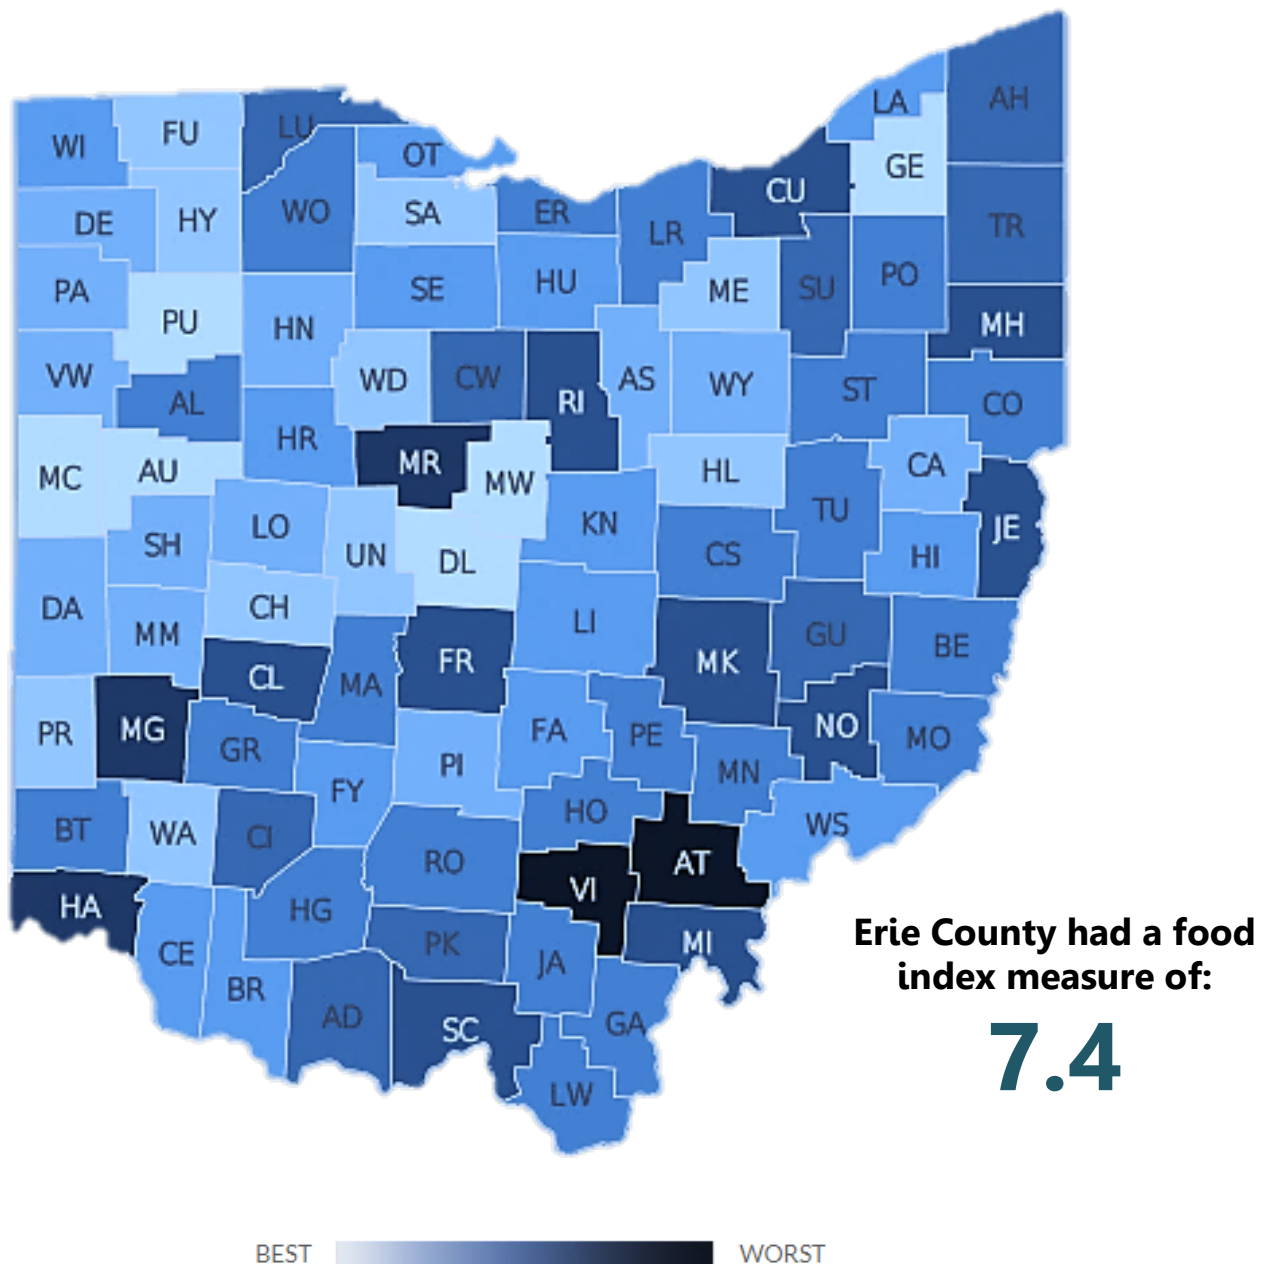 LA
AH
WI
FU
LU
OT
GE
CU
DE
HY
WO
SA
ER
LR
TR
PA
PU
HN
SE
HU
ME
SU
PO
MH
VW
AL
WD
CW
RI
AS
WY
ST
CO
HR
MC
AU
MR
MW
HL
CA
SH
LO
UN
DL
KN
CS
TU
HI
JE
DA
MM
CH
LI
GU
BE
CL
MA
FR
MK
PR
MG
GR
PI
FA
PE
NO
MO
FY
MN
BT
WA
CI
HO
WS
RO
VI
AT
HA
HG
PK
MI
CE
BR
JA
AD
SC
GA
LW
Erie County had a food
index measure of:
7.4
BEST WORST